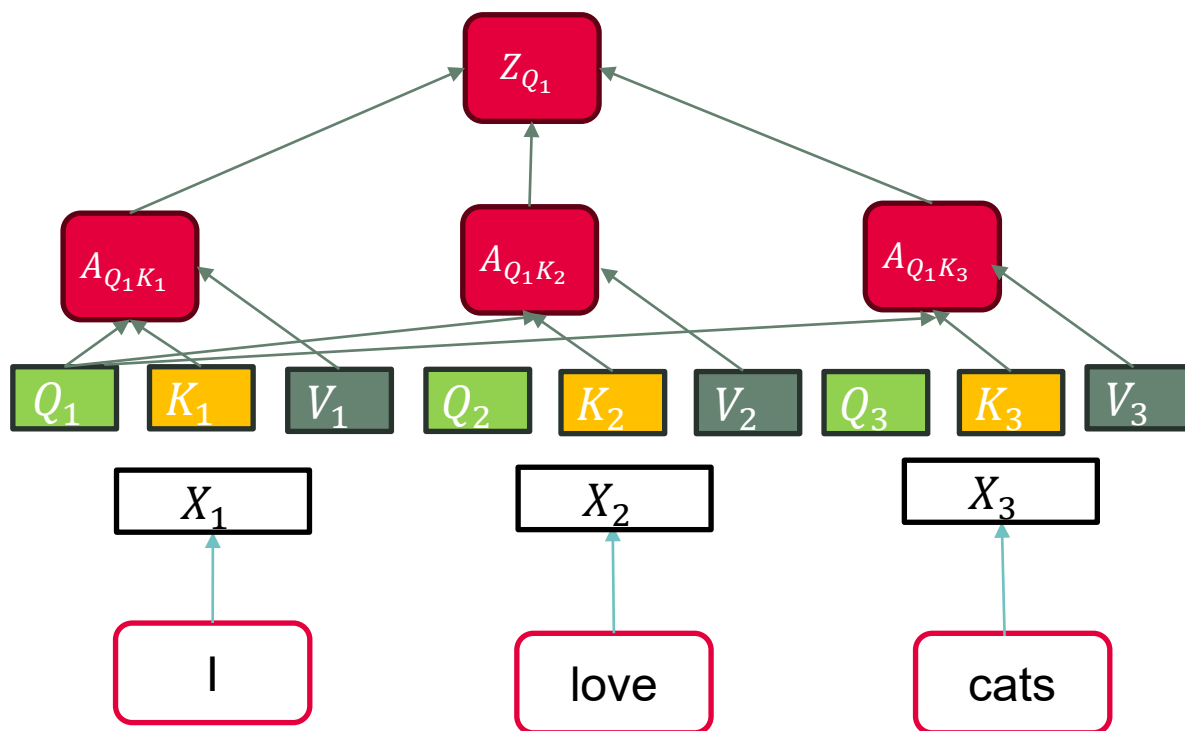 Z_{Q_1}
A_{Q_1K_1} A_{Q_1K_2} A_{Q_1K_3}
Q_1 K_1 V_1 Q_2 K_2 V_2 Q_3 K_3 V_3
X_1 X_2 X_3
I love cats